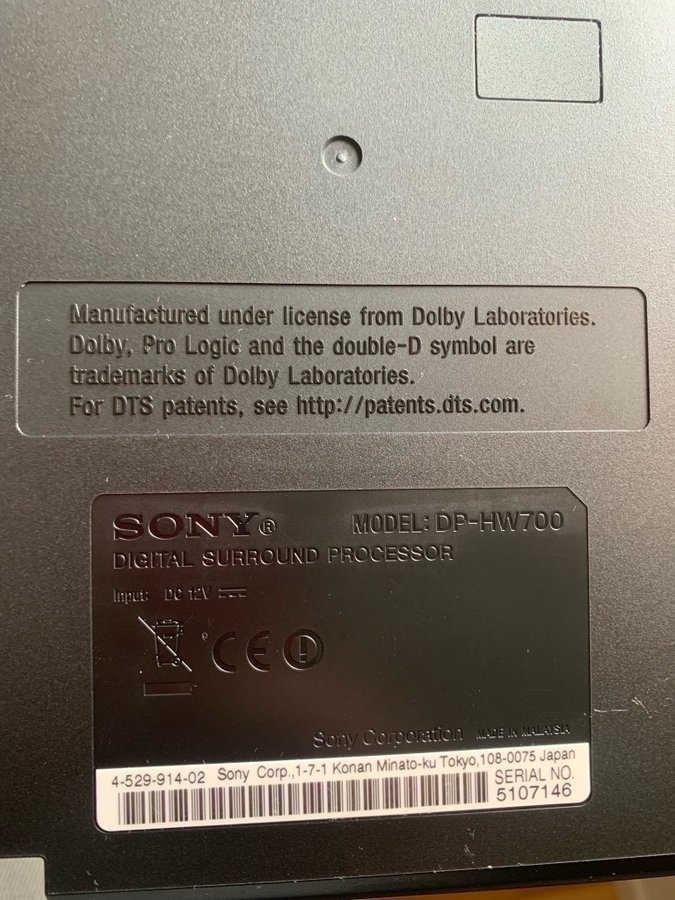 Manufactured under license from Dolby Laboratories.
Dolby, Pro Logic and the double-D symbol are
trademarks of Dolby Laboratories.
For DTS patents, see http://patents.dts.com.
SONY® MODEL: DP-HW700
DIGITAL SURROUND PROCESSOR
Input: DC 12V ⎓
CE
Sony Corporation MADE IN MALAYSIA
4-529-914-02 Sony Corp.,1-7-1 Konan Minato-ku Tokyo,108-0075 Japan
SERIAL NO.
5107146